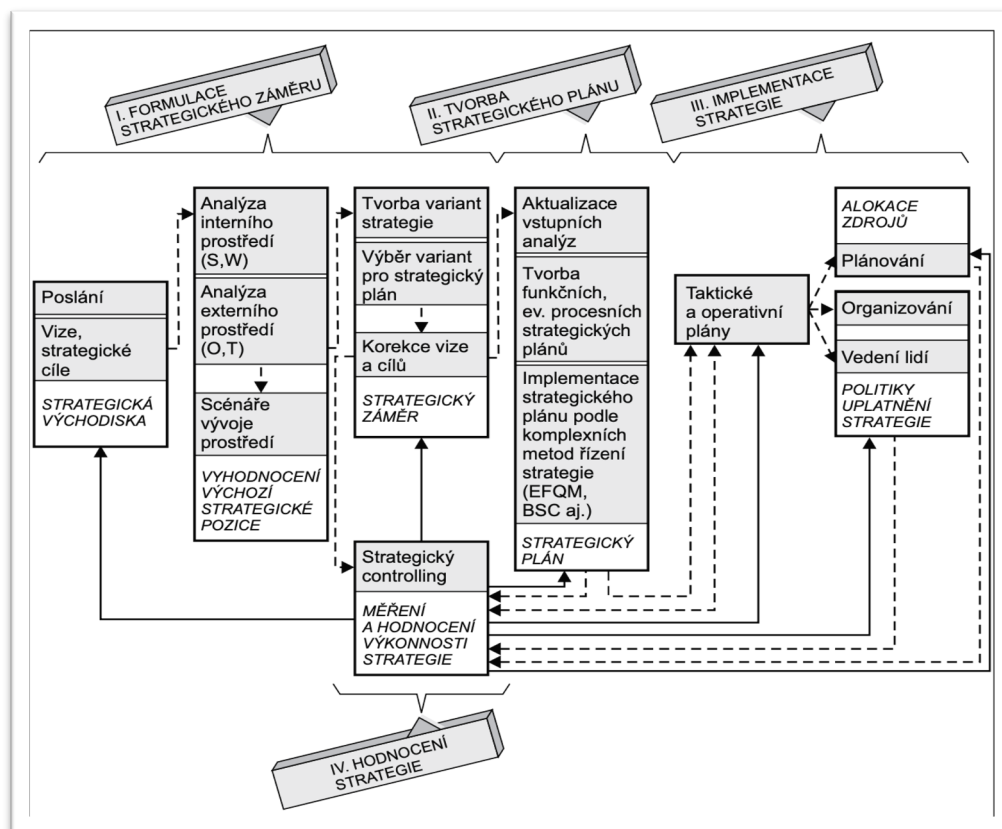 I. FORMULACE
STRATEGICKÉHO ZÁMĚRU
II. TVORBA
STRATEGICKÉHO PLÁNU
III. IMPLEMENTACE
STRATEGIE
Poslání
Vize,
strategické
cíle
STRATEGICKÁ
VÝCHODISKA
Analýza
interního
prostředí
(S,W)
Analýza
externího
prostředí
(O,T)
Scénáře
vývoje
prostředí
VYHODNOCENÍ
VÝCHOZÍ
STRATEGICKÉ
POZICE
Tvorba variant
strategie
Výběr variant
pro strategický
plán
Korekce vize
a cílů
STRATEGICKÝ
ZÁMĚR
Strategický
controlling
MĚŘENÍ
A HODNOCENÍ
VÝKONNOSTI
STRATEGIE
Aktualizace
vstupních
analýz
Tvorba
funkčních,
ev. procesních
strategických
plánů
Implementace
strategického
plánu podle
komplexních
metod řízení
strategie
(EFQM,
BSC aj.)
STRATEGICKÝ
PLÁN
Taktické
a operativní
plány
ALOKACE
ZDROJŮ
Plánování
Organizování
Vedení lidí
POLITIKY
UPLATNĚNÍ
STRATEGIE
IV. HODNOCENÍ
STRATEGIE